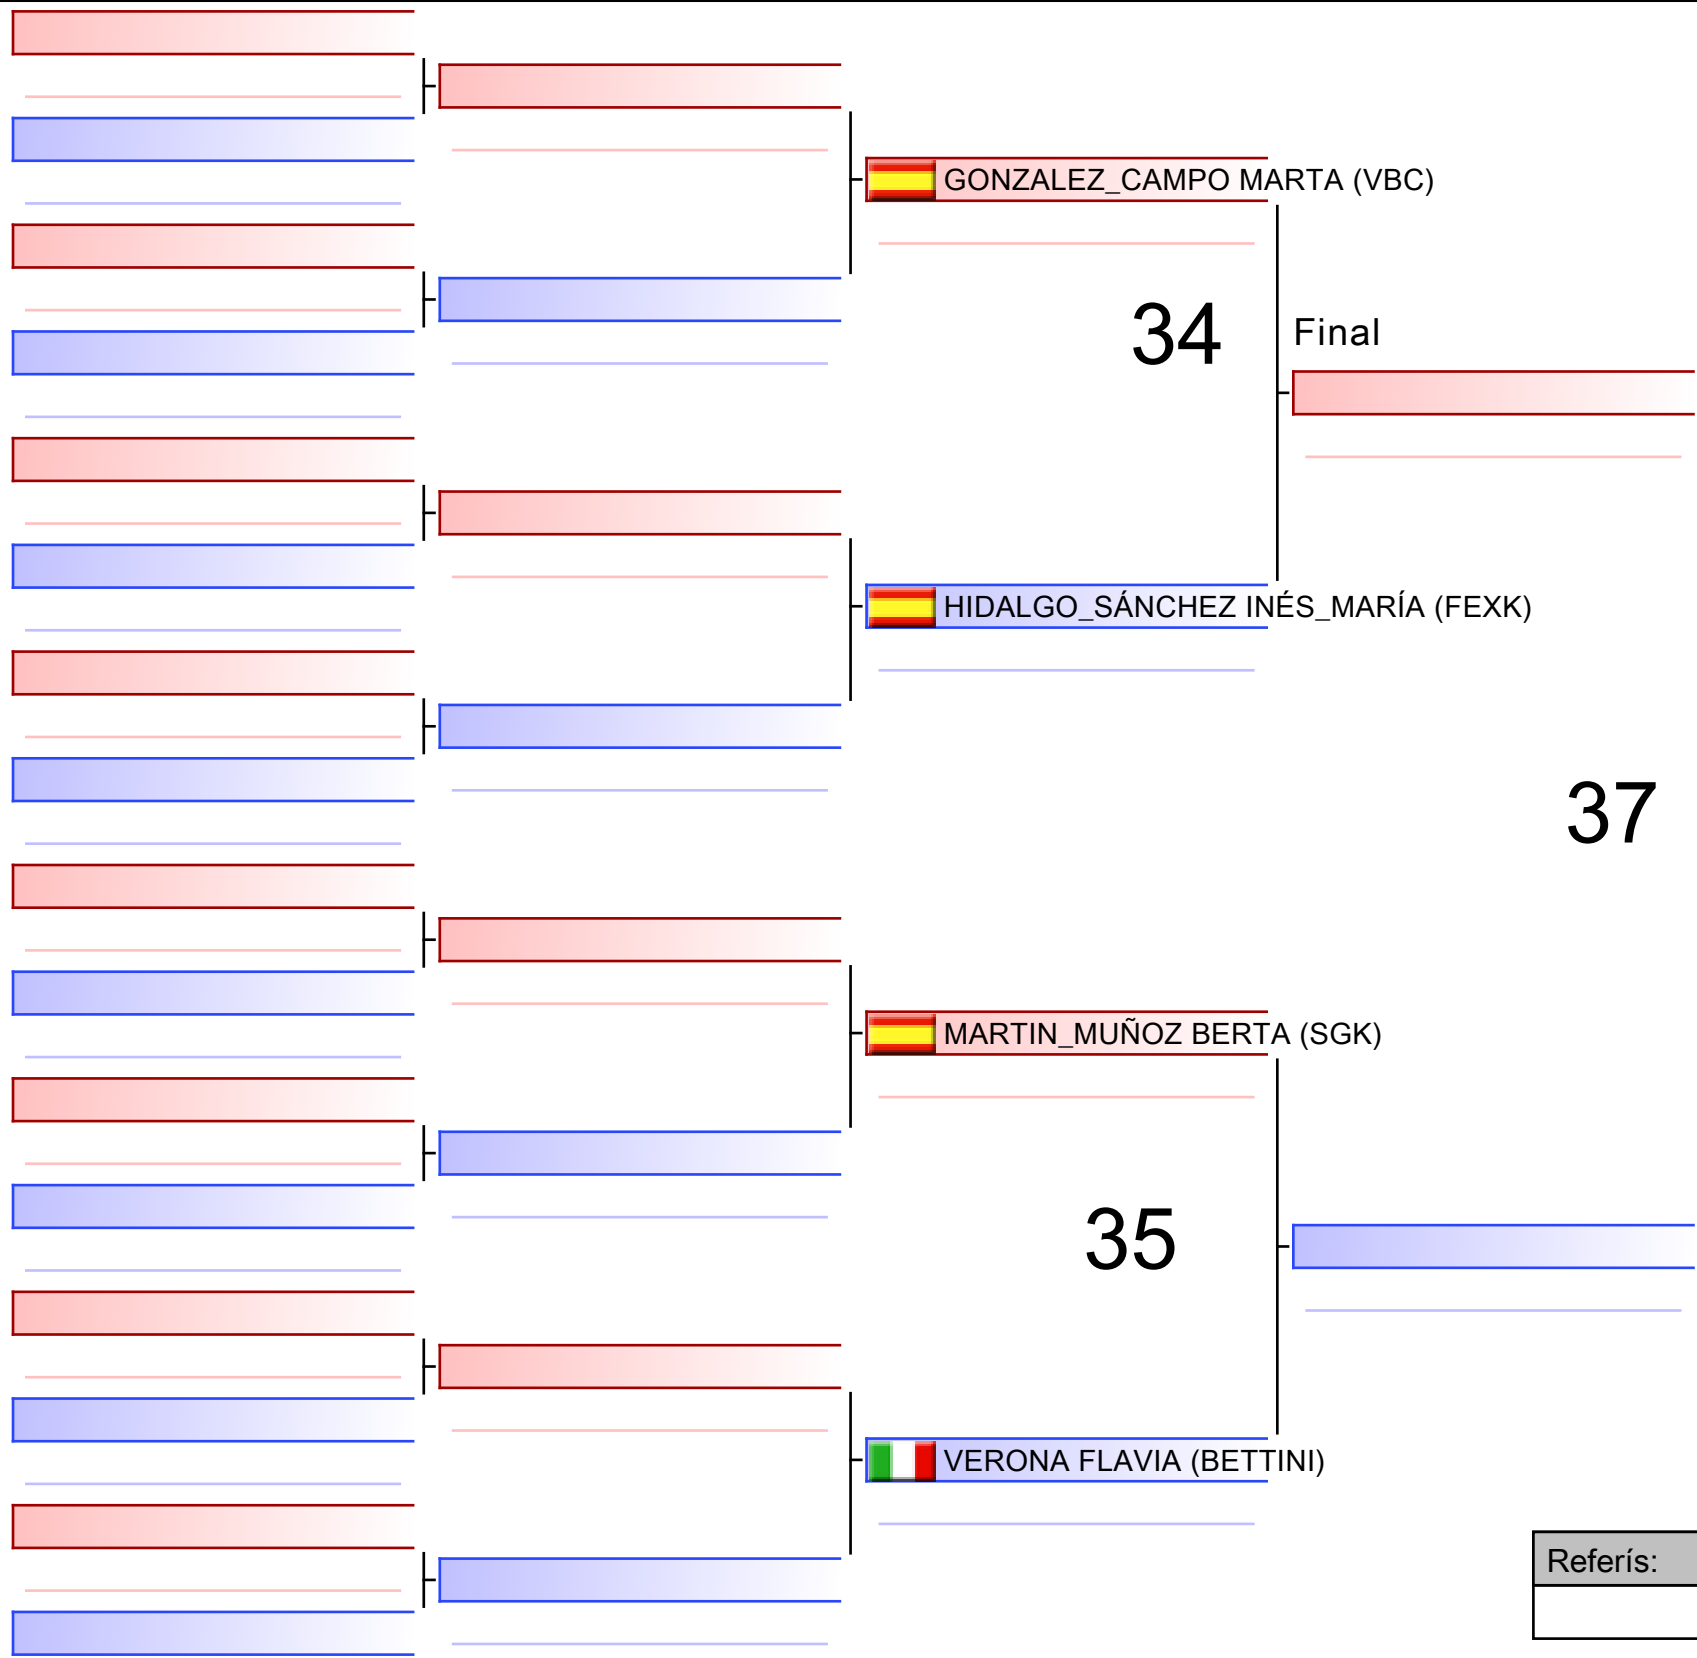 GONZALEZ_CAMPO MARTA (VBC)
34
Final
HIDALGO_SÁNCHEZ INÉS_MARÍA (FEXK)
37
MARTIN_MUÑOZ BERTA (SGK)
35
VERONA FLAVIA (BETTINI)
Referís: